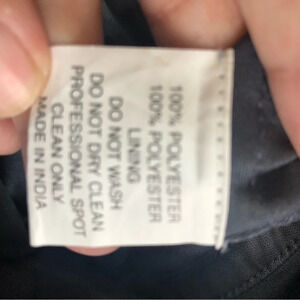 100% POLYESTER
100% POLYESTER
LINING
DO NOT WASH
DO NOT DRY CLEAN
PROFESSIONAL SPOT
CLEAN ONLY
MADE IN INDIA